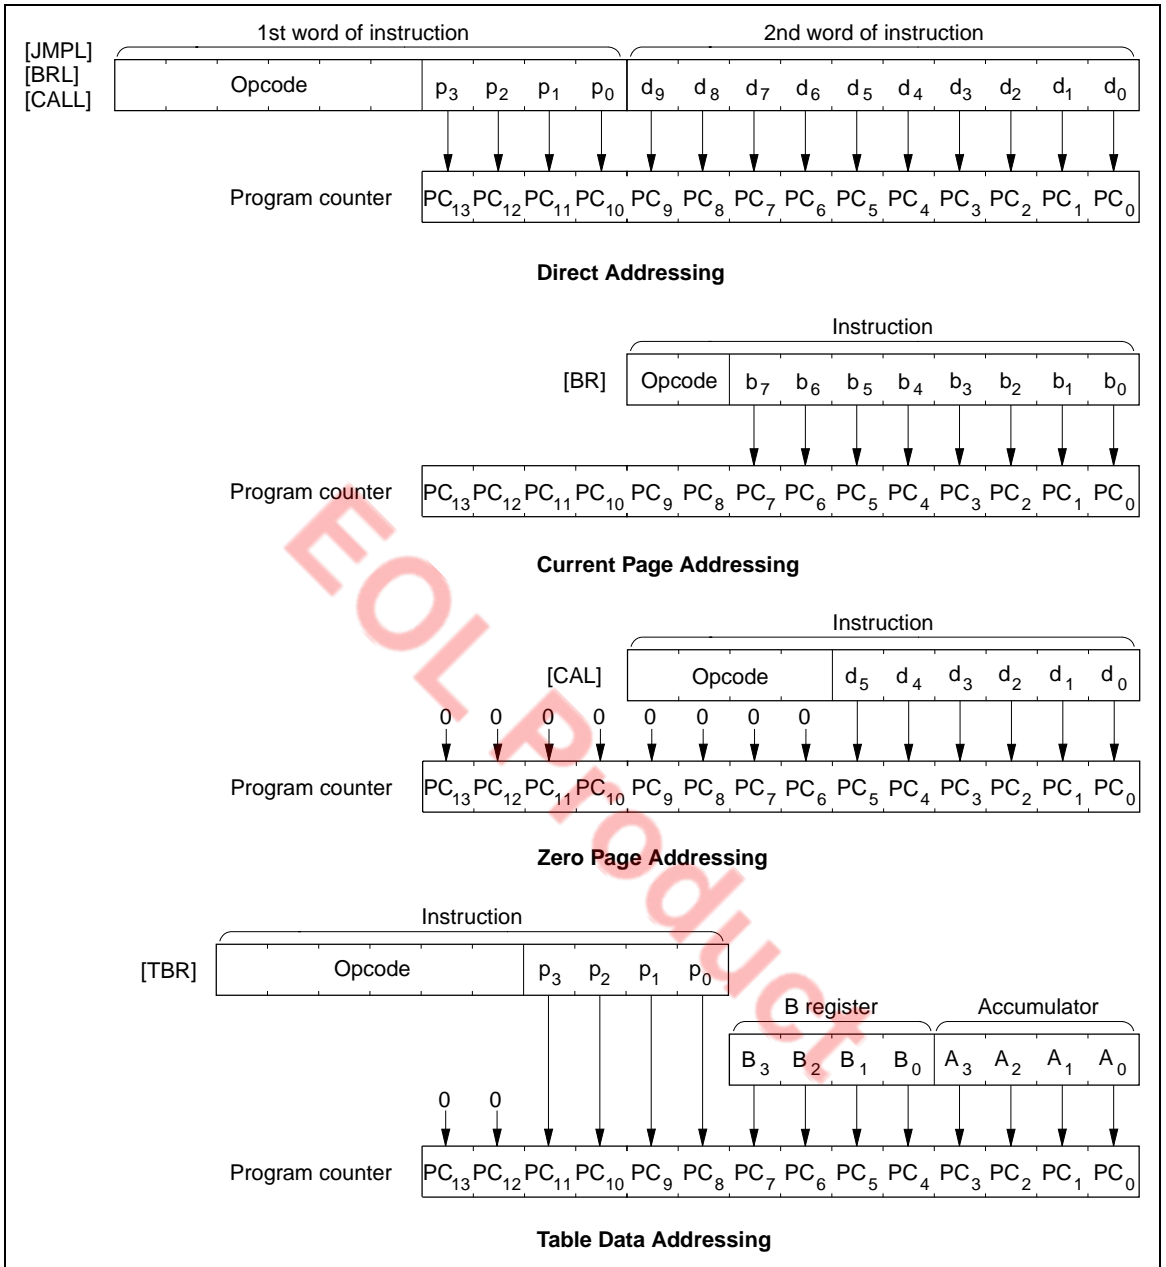 1st word of instruction 2nd word of instruction
[JMPL]
[BRL]
[CALL]
Opcode p3 p2 p1 p0 d9 d8 d7 d6 d5 d4 d3 d2 d1 d0
Program counter PC13 PC12 PC11 PC10 PC9 PC8 PC7 PC6 PC5 PC4 PC3 PC2 PC1 PC0
Direct Addressing
Instruction
[BR] Opcode b7 b6 b5 b4 b3 b2 b1 b0
Program counter PC13 PC12 PC11 PC10 PC9 PC8 PC7 PC6 PC5 PC4 PC3 PC2 PC1 PC0
Current Page Addressing
Instruction
[CAL] Opcode d5 d4 d3 d2 d1 d0
0 0 0 0 0 0 0 0
Program counter PC13 PC12 PC11 PC10 PC9 PC8 PC7 PC6 PC5 PC4 PC3 PC2 PC1 PC0
Zero Page Addressing
Instruction
[TBR] Opcode p3 p2 p1 p0
B register Accumulator
B3 B2 B1 B0 A3 A2 A1 A0
0 0
Program counter PC13 PC12 PC11 PC10 PC9 PC8 PC7 PC6 PC5 PC4 PC3 PC2 PC1 PC0
Table Data Addressing
EOL Product